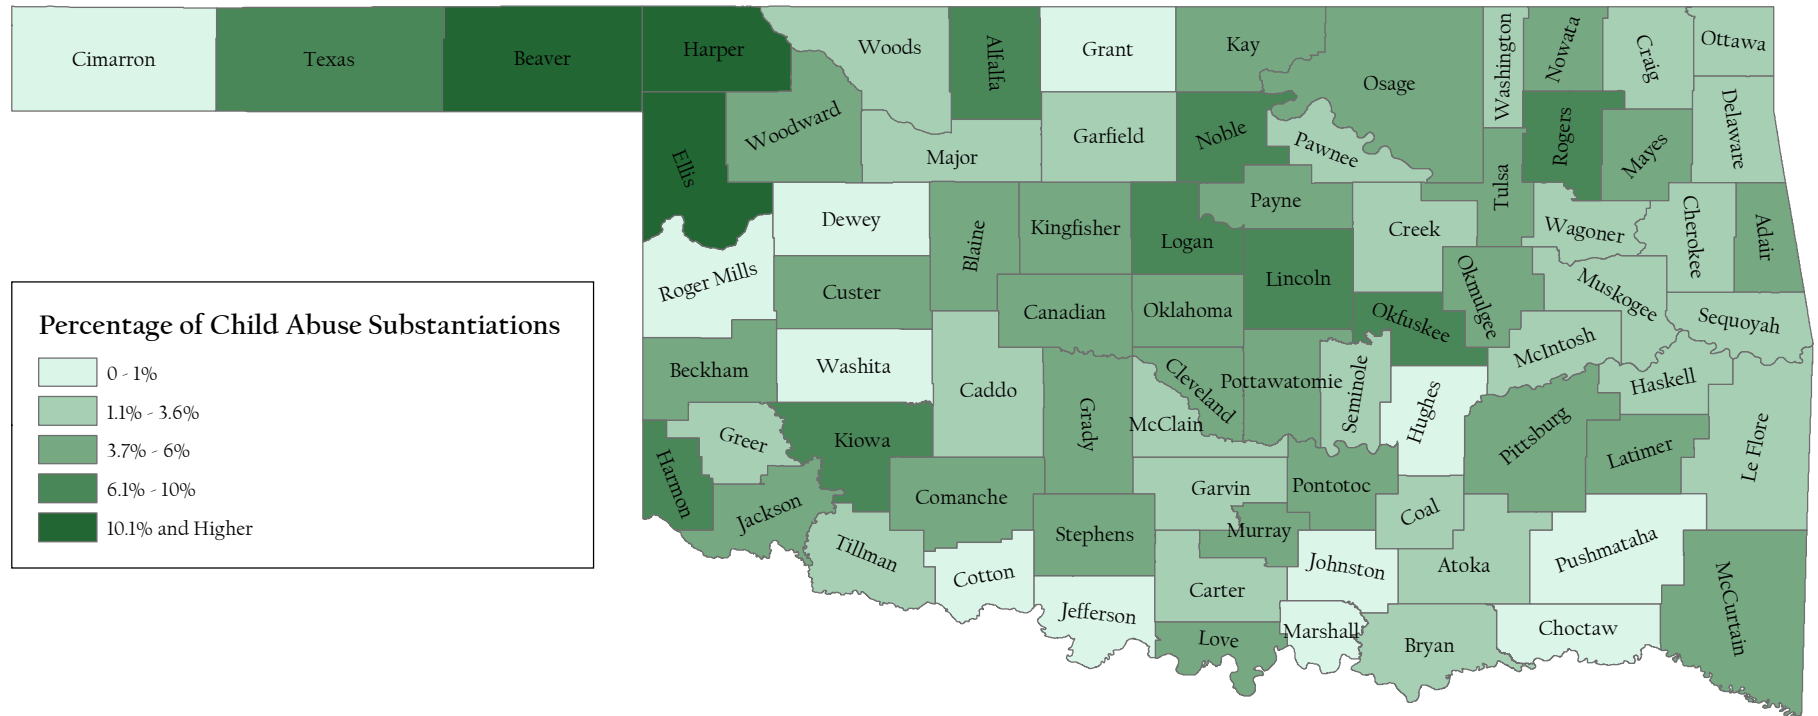 Cimarron
Texas
Beaver
Harper
Woods
Alfalfa
Grant
Kay
Osage
Washington
Nowata
Craig
Ottawa
Ellis
Woodward
Major
Garfield
Noble
Pawnee
Tulsa
Rogers
Mayes
Delaware
Dewey
Blaine
Kingfisher
Logan
Payne
Creek
Wagoner
Cherokee
Adair
Roger Mills
Custer
Canadian
Oklahoma
Lincoln
Okfuskee
Okmulgee
Muskogee
Sequoyah
McIntosh
Beckham
Washita
Caddo
Grady
McClain
Cleveland
Pottawatomie
Seminole
Hughes
Pittsburg
Haskell
Latimer
Le Flore
Harmon
Greer
Kiowa
Jackson
Comanche
Tillman
Cotton
Stephens
Jefferson
Garvin
Murray
Pontotoc
Coal
Carter
Johnston
Atoka
Pushmataha
McCurtain
Love
Marshall
Bryan
Choctaw
Percentage of Child Abuse Substantiations
0 - 1%
1.1% - 3.6%
3.7% - 6%
6.1% - 10%
10.1% and Higher